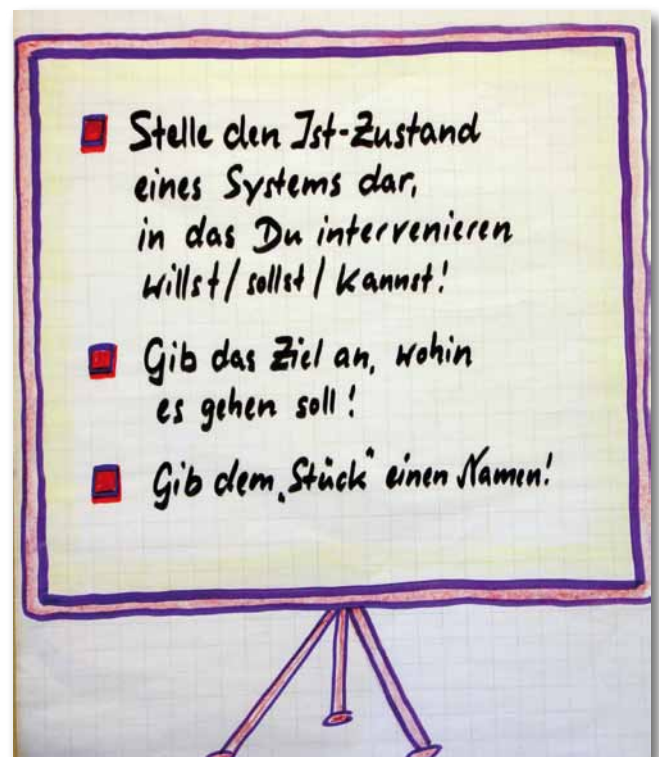 Stelle den Ist-Zustand
eines Systems dar,
in das Du intervenieren
willst/sollst/kannst!
Gib das Ziel an, wohin
es gehen soll!
Gib dem „Stück“ einen Namen!